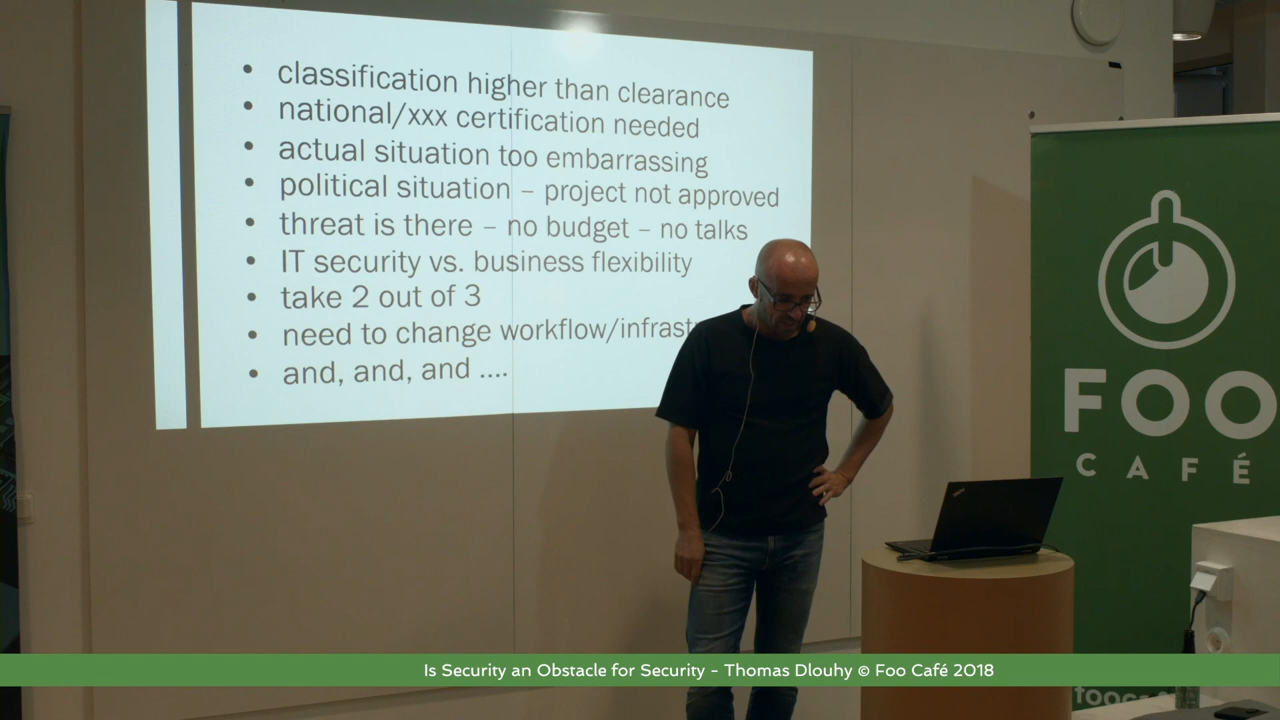 classification higher than clearance
national/xxx certification needed
actual situation too embarrassing
political situation – project not approved
threat is there – no budget – no talks
IT security vs. business flexibility
take 2 out of 3
need to change workflow/infrast
and, and, and ....
FOO
CAFÉ
Is Security an Obstacle for Security - Thomas Dlouhy © Foo Café 2018